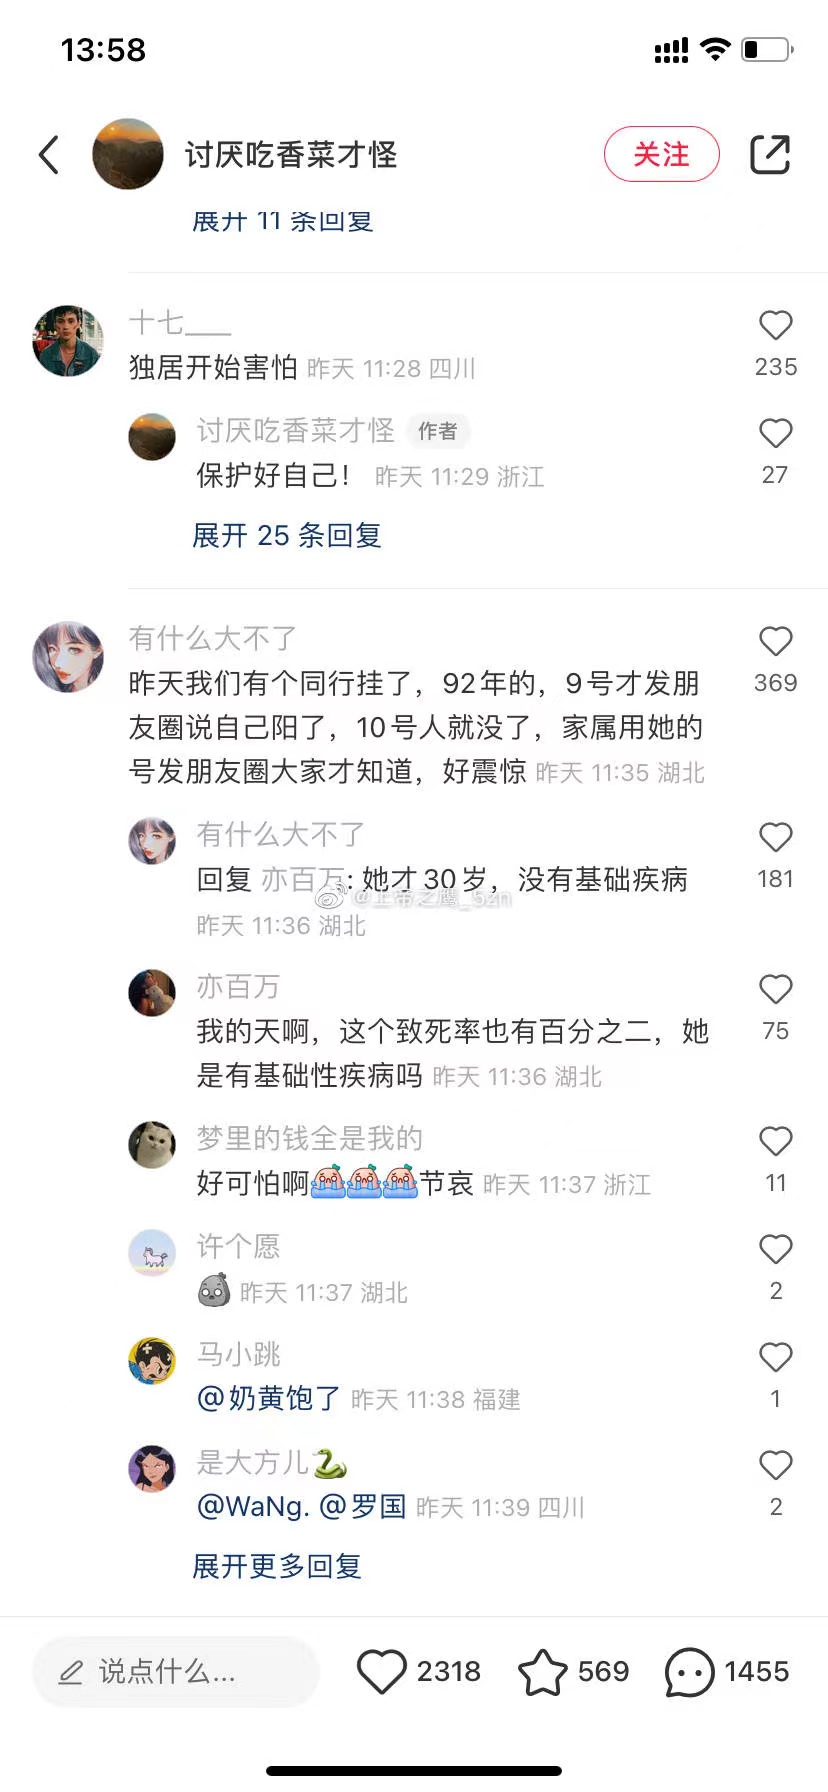 13:58
讨厌吃香菜才怪
关注
展开 11 条回复
十七___
235
独居开始害怕 昨天 11:28 四川
讨厌吃香菜才怪 作者
27
保护好自己！ 昨天 11:29 浙江
展开 25 条回复
有什么大不了
369
昨天我们有个同行挂了，92年的，9号才发朋
友圈说自己阳了，10号人就没了，家属用她的
号发朋友圈大家才知道，好震惊 昨天 11:35 湖北
有什么大不了
181
回复 亦百万: 她才30岁，没有基础疾病
@上帝之鹰_5zn
昨天 11:36 湖北
亦百万
75
我的天啊，这个致死率也有百分之二，她
是有基础性疾病吗 昨天 11:36 湖北
梦里的钱全是我的
11
好可怕啊😭😭😭节哀 昨天 11:37 浙江
许个愿
2
昨天 11:37 湖北
马小跳
1
@奶黄饱了 昨天 11:38 福建
是大方儿🐍
2
@WaNg. @罗国 昨天 11:39 四川
展开更多回复
说点什么... 2318 569 1455